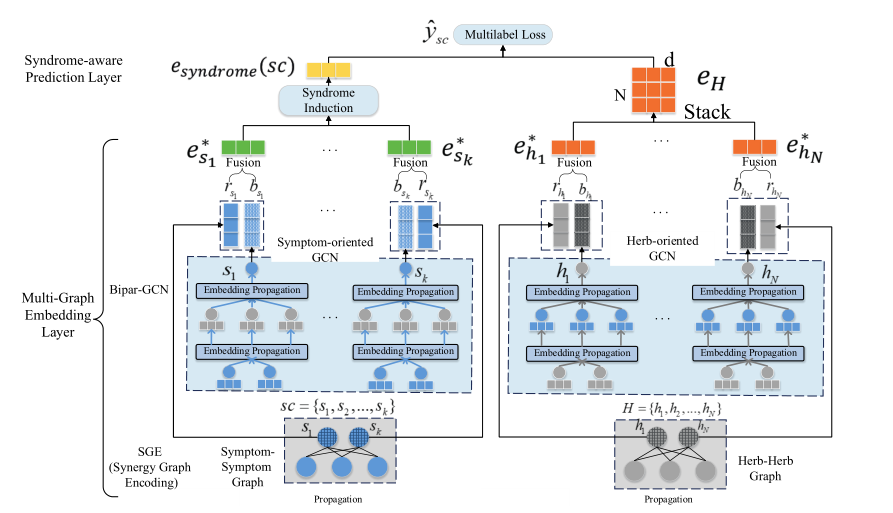 ŷ_sc Multilabel Loss
Syndrome-aware
Prediction Layer
e_syndrome(sc)
Syndrome
Induction
d
N
e_H
Stack
e*_s1
Fusion
...
e*_sk
Fusion
e*_h1
Fusion
...
e*_hN
Fusion
r_s1 b_s1
b_sk r_sk
r_h1 b_h1
b_hN r_hN
...
...
Symptom-oriented
GCN
Herb-oriented
GCN
Multi-Graph
Embedding
Layer
Bipar-GCN
s_1
Embedding Propagation
Embedding Propagation
...
s_k
Embedding Propagation
Embedding Propagation
h_1
Embedding Propagation
Embedding Propagation
...
h_N
Embedding Propagation
Embedding Propagation
sc = {s_1, s_2, ..., s_k}
H = {h_1, h_2, ..., h_N}
SGE
(Synergy Graph
Encoding)
Symptom-
Symptom
Graph
s_1 s_k
Propagation
h_1 h_N
Propagation
Herb-Herb
Graph